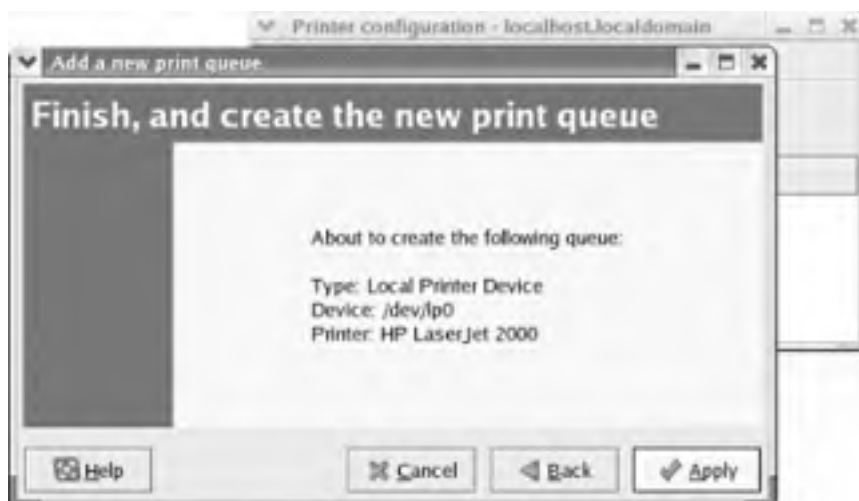 Printer configuration - localhost.localdomain
Add a new print queue
Finish, and create the new print queue
About to create the following queue:
Type: Local Printer Device
Device: /dev/lp0
Printer: HP LaserJet 2000
Help
Cancel
Back
Apply